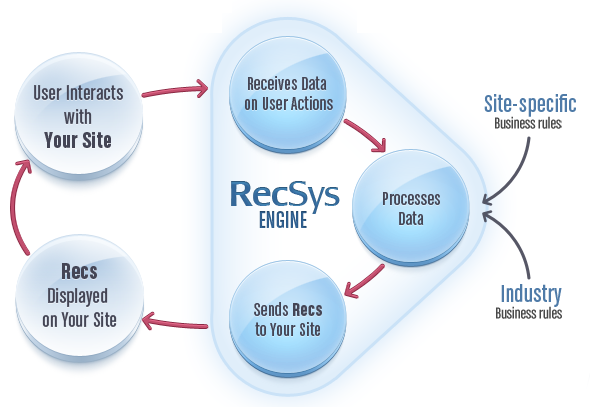 User Interacts
with
Your Site
Receives Data
on User Actions
Site-specific
Business rules
RecSys
ENGINE
Processes
Data
Recs
Displayed
on Your Site
Sends Recs
to Your Site
Industry
Business rules